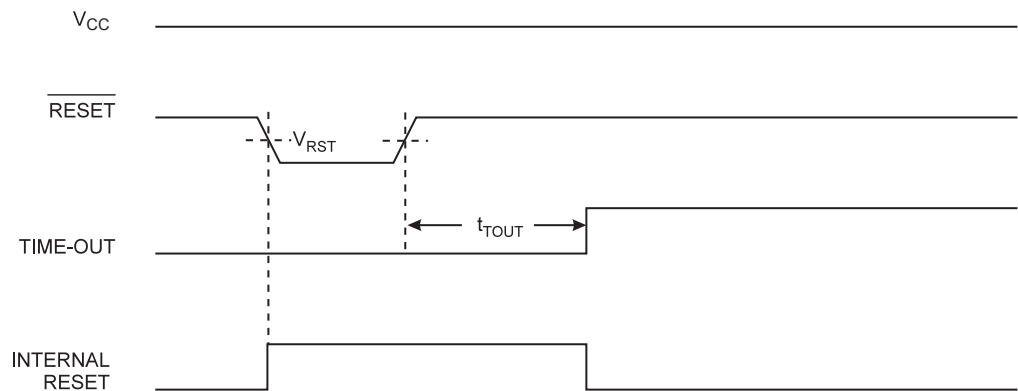 VCC
RESET
VRST
tTOUT
TIME-OUT
INTERNAL
RESET